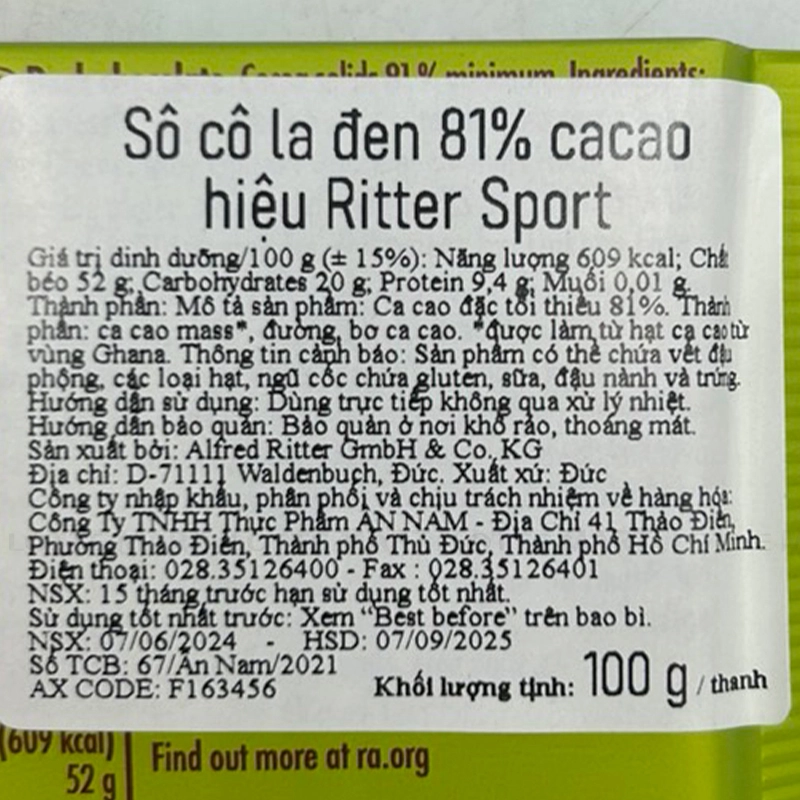 Dark chocolate. Cocoa solids 81% minimum. Ingredients:
Sô cô la đen 81% cacao
hiệu Ritter Sport
Giá trị dinh dưỡng/100 g (± 15%): Năng lượng 609 kcal; Chất
béo 52 g; Carbohydrates 20 g; Protein 9,4 g; Muối 0,01 g.
Thành phần: Mô tả sản phẩm: Ca cao đặc tối thiểu 81%. Thành
phần: ca cao mass*, đường, bơ ca cao. *được làm từ hạt ca cao từ
vùng Ghana. Thông tin cảnh báo: Sản phẩm có thể chứa vết đậu
phộng, các loại hạt, ngũ cốc chứa gluten, sữa, đậu nành và trứng.
Hướng dẫn sử dụng: Dùng trực tiếp không qua xử lý nhiệt.
Hướng dẫn bảo quản: Bảo quản ở nơi khô ráo, thoáng mát.
Sản xuất bởi: Alfred Ritter GmbH & Co. KG
Địa chỉ: D-71111 Waldenbuch, Đức. Xuất xứ: Đức
Công ty nhập khẩu, phân phối và chịu trách nhiệm về hàng hóa:
Công Ty TNHH Thực Phẩm AN NAM - Địa Chỉ 41 Thảo Điền,
Phường Thảo Điền, Thành phố Thủ Đức, Thành phố Hồ Chí Minh.
Điện thoại: 028.35126400 - Fax : 028.35126401
NSX: 15 tháng trước hạn sử dụng tốt nhất.
Sử dụng tốt nhất trước: Xem “Best before” trên bao bì.
NSX: 07/06/2024 - HSD: 07/09/2025
Số TCB: 67/An Nam/2021
AX CODE: F163456 Khối lượng tịnh: 100 g / thanh
(609 kcal)
52 g
Find out more at ra.org